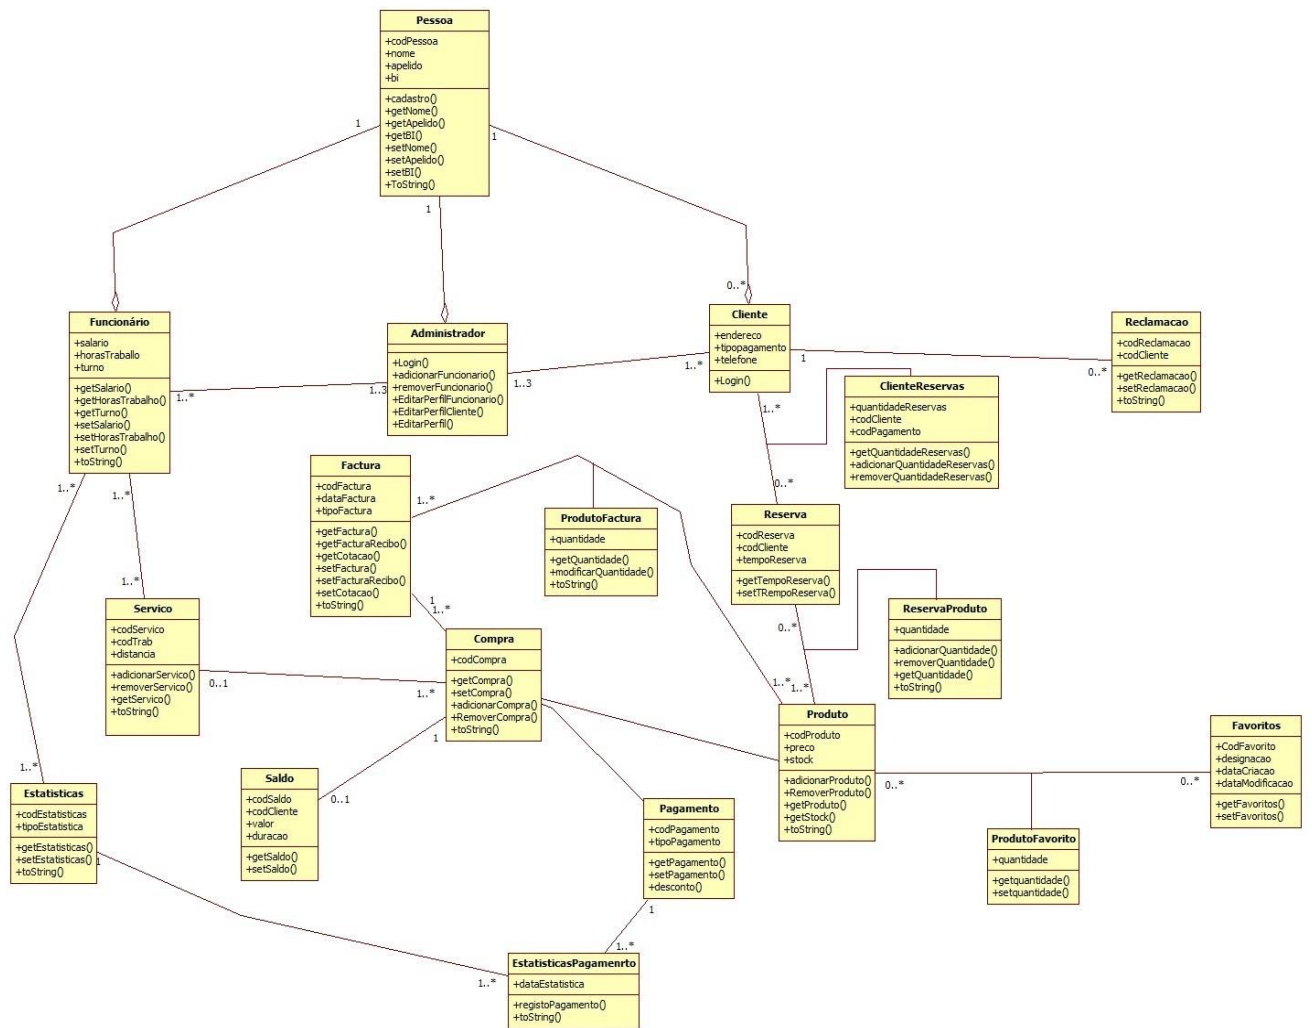 Pessoa
+codPessoa
+nome
+apelido
+bi
+cadastro()
+getNome()
+getApelido()
+getBI()
+setNome()
+setApelido()
+setBI()
+ToString()
1
1
1
0..*
Funcionário
+salario
+horasTraballo
+turno
+getSalario()
+getHorasTrabalho()
+getTurno()
+setSalario()
+setHorasTrabalho()
+setTurno()
+toString()
1..*
1..3
Administrador
+Login()
+adicionarFuncionario()
+removerFuncionario()
+EditarPerfilFuncionario()
+EditarPerfilCliente()
+EditarPerfil()
1..3
1..*
Cliente
+endereco
+tipopagamento
+telefone
+Login()
1
0..*
Reclamacao
+codReclamacao
+codCliente
+getReclamacao()
+setReclamacao()
+toString()
ClienteReservas
+quantidadeReservas
+codCliente
+codPagamento
+getQuantidadeReservas()
+adicionarQuantidadeReservas()
+removerQuantidadeReservas()
1..*
0..*
1..*
1..*
1..*
Factura
+codFactura
+dataFactura
+tipoFactura
+getFactura()
+getFacturaRecibo()
+getCotacao()
+setFactura()
+setFacturaRecibo()
+setCotacao()
+toString()
1..*
ProdutoFactura
+quantidade
+getQuantidade()
+modificarQuantidade()
+toString()
Reserva
+codReserva
+codCliente
+tempoReserva
+getTempoReserva()
+setTRempoReserva()
ReservaProduto
+quantidade
+adicionarQuantidade()
+removerQuantidade()
+getQuantidade()
+toString()
0..*
1..*
1..*
Servico
+codServico
+codTrab
+distancia
+adicionarServico()
+removerServico()
+getServico()
+toString()
0..1
1..*
1
1..*
Compra
+codCompra
+getCompra()
+setCompra()
+adicionarCompra()
+RemoverCompra()
+toString()
1
0..1
Produto
+codProduto
+preco
+stock
+adicionarProduto()
+RemoverProduto()
+getProduto()
+getStock()
+toString()
0..*
0..*
Favoritos
+CodFavorito
+designacao
+dataCriacao
+dataModificacao
+getFavoritos()
+setFavoritos()
1..*
Estatisticas
+codEstatisticas
+tipoEstatistica
+getEstatisticas()
+setEstatisticas()
+toString()
1
Saldo
+codSaldo
+codCliente
+valor
+duracao
+getSaldo()
+setSaldo()
Pagamento
+codPagamento
+tipoPagamento
+getPagamento()
+setPagamento()
+desconto()
1
1..*
ProdutoFavorito
+quantidade
+getquantidade()
+setquantidade()
1..*
EstatisticasPagamenrto
+dataEstatistica
+registoPagamento()
+toString()